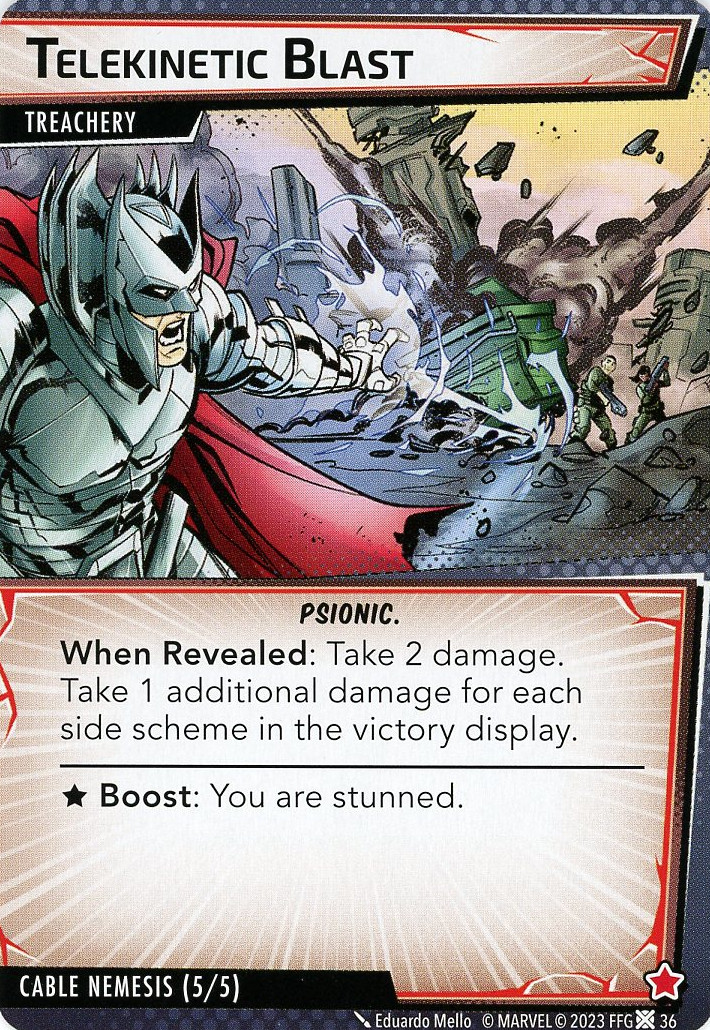 Telekinetic Blast
TREACHERY
PSIONIC.
When Revealed: Take 2 damage.
Take 1 additional damage for each
side scheme in the victory display.
★ Boost: You are stunned.
CABLE NEMESIS (5/5)
Eduardo Mello © MARVEL © 2023 FFG 36